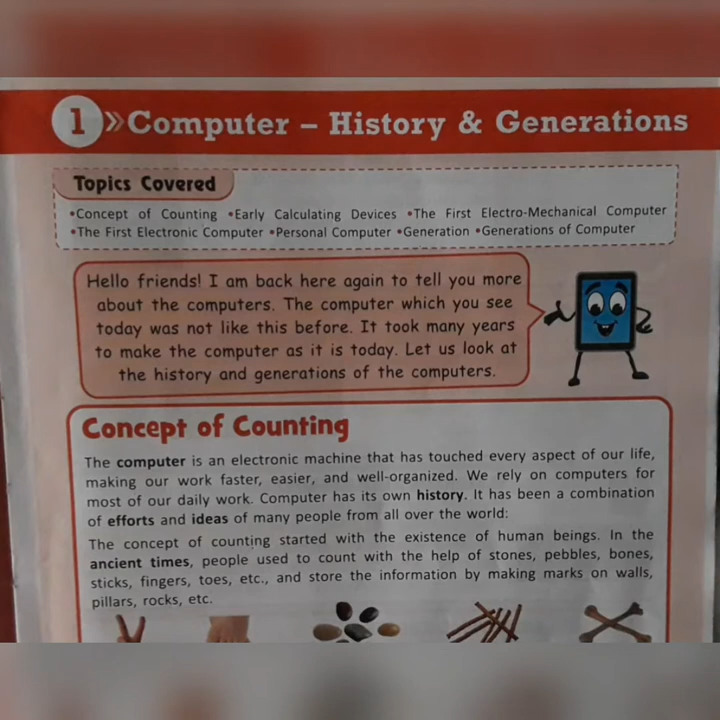 1 » Computer – History & Generations
Topics Covered
•Concept of Counting •Early Calculating Devices •The First Electro-Mechanical Computer
•The First Electronic Computer •Personal Computer •Generation •Generations of Computer
Hello friends! I am back here again to tell you more
about the computers. The computer which you see
today was not like this before. It took many years
to make the computer as it is today. Let us look at
the history and generations of the computers.
Concept of Counting
The computer is an electronic machine that has touched every aspect of our life,
making our work faster, easier, and well-organized. We rely on computers for
most of our daily work. Computer has its own history. It has been a combination
of efforts and ideas of many people from all over the world:
The concept of counting started with the existence of human beings. In the
ancient times, people used to count with the help of stones, pebbles, bones,
sticks, fingers, toes, etc., and store the information by making marks on walls,
pillars, rocks, etc.